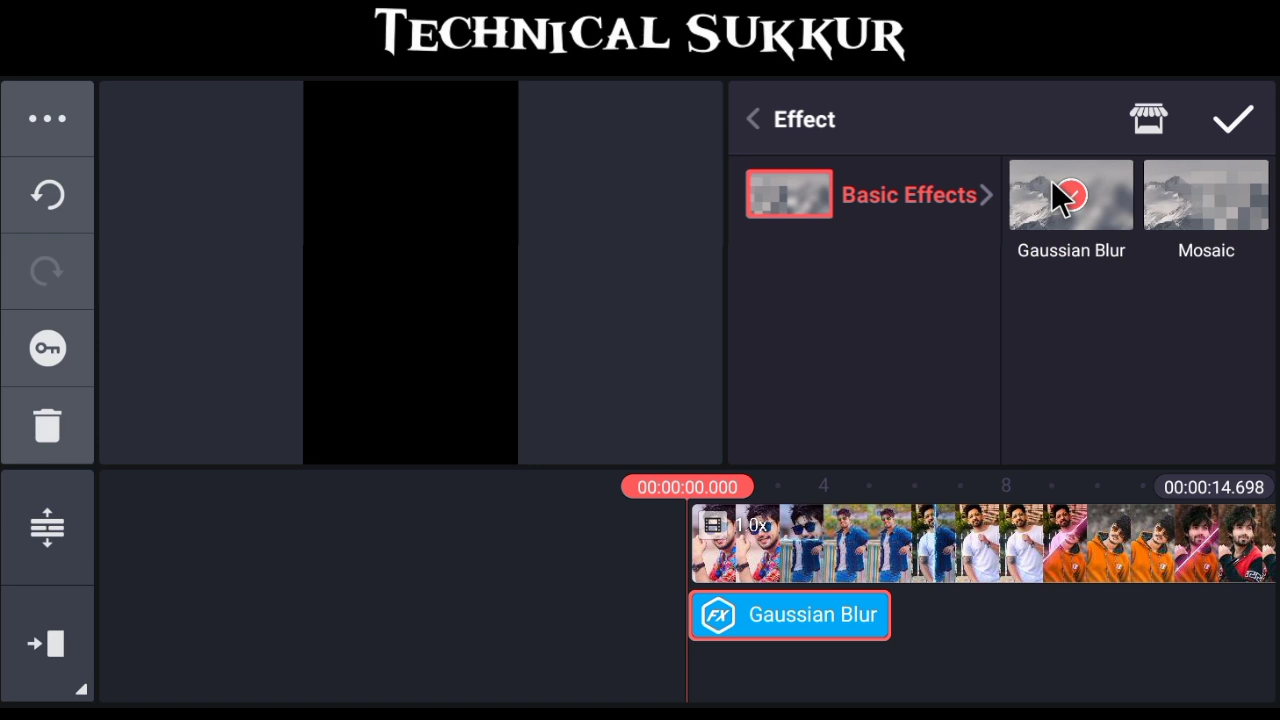 TECHNICAL SUKKUR
Effect
Basic Effects
Gaussian Blur
Mosaic
00:00:00.000
4
8
00:00:14.698
1.0x
FX
Gaussian Blur